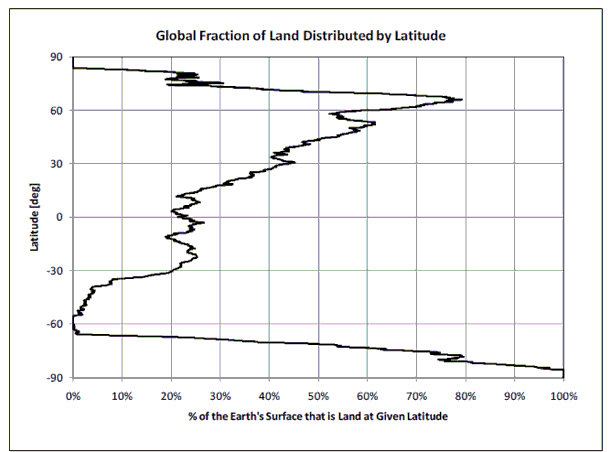 Global Fraction of Land Distributed by Latitude
90
60
30
0
-30
-60
-90
Latitude [deg]
0% 10% 20% 30% 40% 50% 60% 70% 80% 90% 100%
% of the Earth's Surface that is Land at Given Latitude